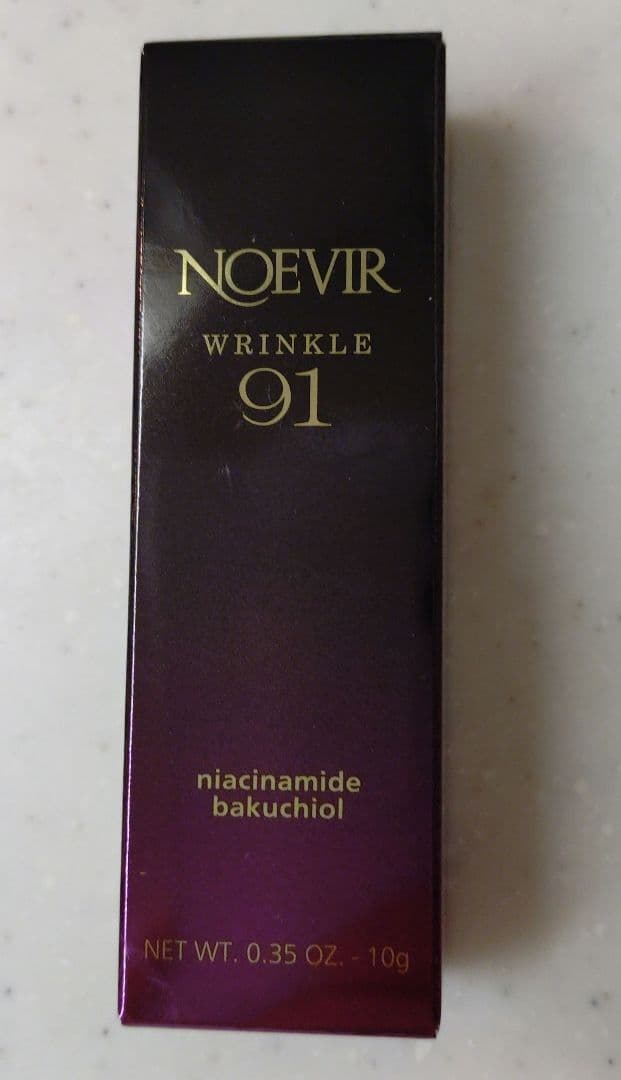 NOEVIR
WRINKLE
91
niacinamide
bakuchiol
NET WT. 0.35 OZ. - 10g